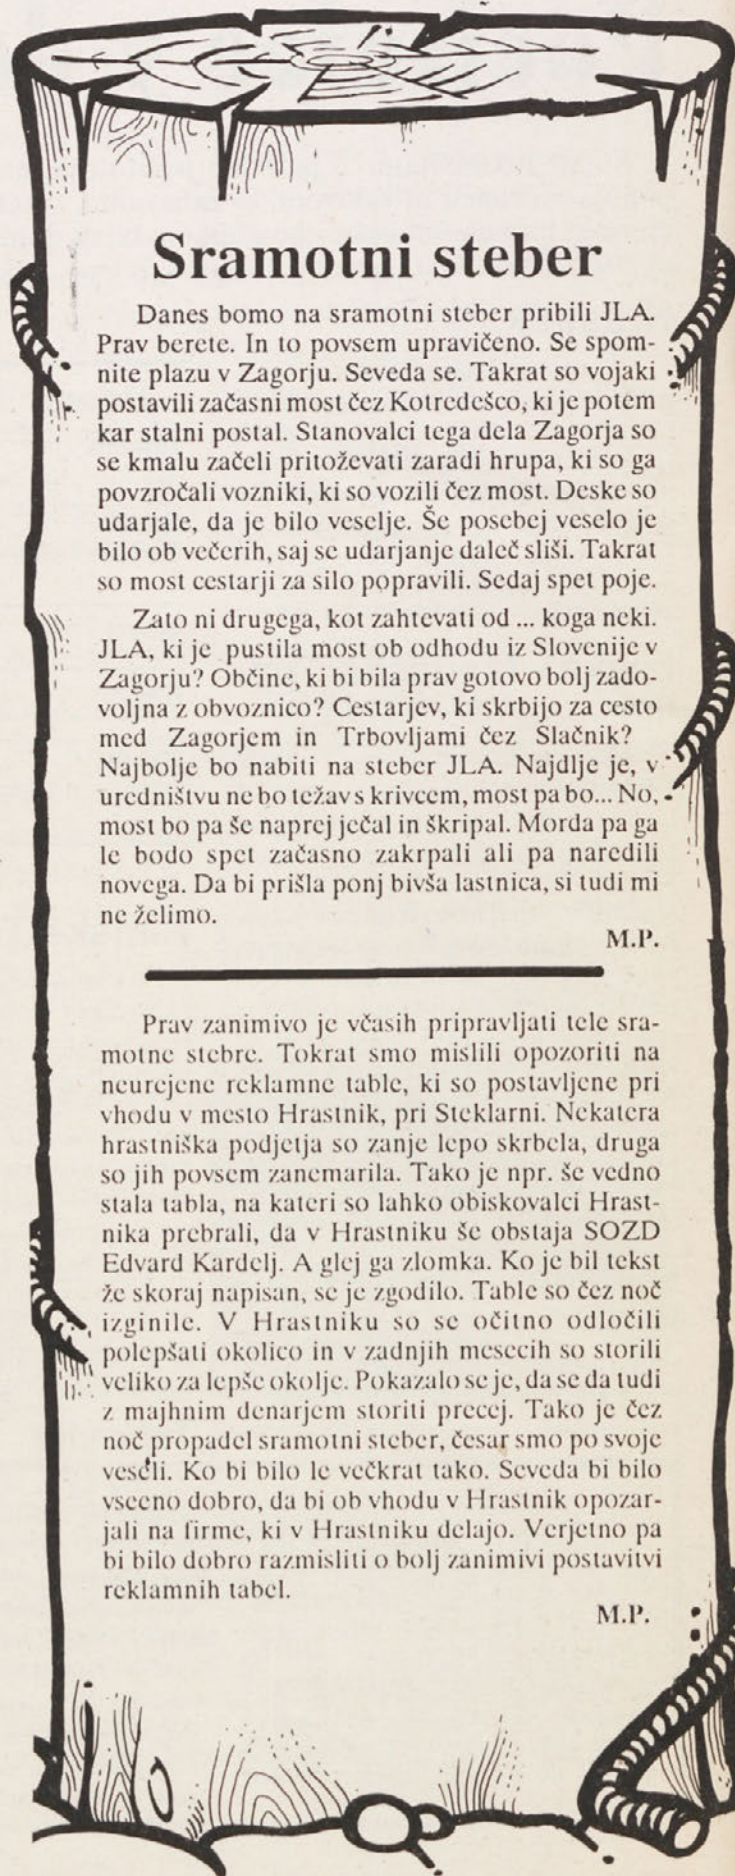 Sramotni steber
Danes bomo na sramotni steber pribili JLA.
Prav berete. In to povsem upravičeno. Se spom-
nite plazu v Zagorju. Seveda se. Takrat so vojaki
postavili začasni most čez Kotredeščo, ki je potem
kar stalni postal. Stanovalci tega dela Zagorja so
se kmalu začeli pritoževati zaradi hrupa, ki so ga
povzročali vozniki, ki so vozili čez most. Deske so
udarjale, da je bilo veselje. Še posebej veselo je
bilo ob večerih, saj se udarjanje daleč sliši. Takrat
so most cestarji za silo popravili. Sedaj spet poje.
Zato ni drugega, kot zahtevati od ... koga neki.
JLA, ki je pustila most ob odhodu iz Slovenije v
Zagorju? Občine, ki bi bila prav gotovo bolj zado-
voljna z obvoznico? Cestarjev, ki skrbijo za cesto
med Zagorjem in Trbovljami čez Slačnik?
Najbolje bo nabiti na steber JLA. Najdlje je, v
uredništvu ne bo težav s krivcem, most pa bo... No,
most bo pa še naprej ječal in škripal. Morda pa ga
le bodo spet začasno zakrpali ali pa naredili
novega. Da bi prišla ponj bivša lastnica, si tudi mi
ne želimo.
M.P.
Prav zanimivo je včasih pripravljati tele sra-
motne stebre. Tokrat smo mislili opozoriti na
neurejene reklamne table, ki so postavljene pri
vhodu v mesto Hrastnik, pri Steklarni. Nekatera
hrastniška podjetja so zanje lepo skrbela, druga
so jih povsem zanemarila. Tako je npr. še vedno
stala tabla, na kateri so lahko obiskovalci Hrast-
nika prebrali, da v Hrastniku še obstaja SOZD
Edvard Kardelj. A glej ga zlomka. Ko je bil tekst
že skoraj napisan, se je zgodilo. Table so čez noč
izginile. V Hrastniku so se očitno odločili
polepšati okolico in v zadnjih mesecih so storili
veliko za lepše okolje. Pokazalo se je, da se da tudi
z majhnim denarjem storiti precej. Tako je čez
noč propadel sramotni steber, česar smo po svoje
veseli. Ko bi bilo le večkrat tako. Seveda bi bilo
vseeno dobro, da bi ob vhodu v Hrastnik opozar-
jali na firme, ki v Hrastniku delajo. Verjetno pa
bi bilo dobro razmisliti o bolj zanimivi postavitvi
reklamnih tabel.
M.P.